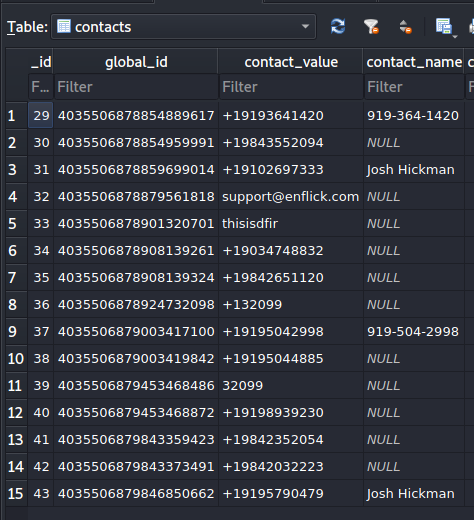 Table: contacts
_id global_id contact_value contact_name c
F... Filter Filter Filter
1 29 4035506878854889617 +19193641420 919-364-1420
2 30 4035506878854959991 +19843552094 NULL
3 31 4035506878859699014 +19102697333 Josh Hickman
4 32 4035506878879561818 support@enflick.com NULL
5 33 4035506878901320701 thisisdfir NULL
6 34 4035506878908139261 +19034748832 NULL
7 35 4035506878908139324 +19842651120 NULL
8 36 4035506878924732098 +132099 NULL
9 37 4035506879003417100 +19195042998 919-504-2998
10 38 4035506879003419842 +19195044885 NULL
11 39 4035506879453468486 32099 NULL
12 40 4035506879453468872 +19198939230 NULL
13 41 4035506879843359423 +19842352054 NULL
14 42 4035506879843373491 +19842032223 NULL
15 43 4035506879846850662 +19195790479 Josh Hickman